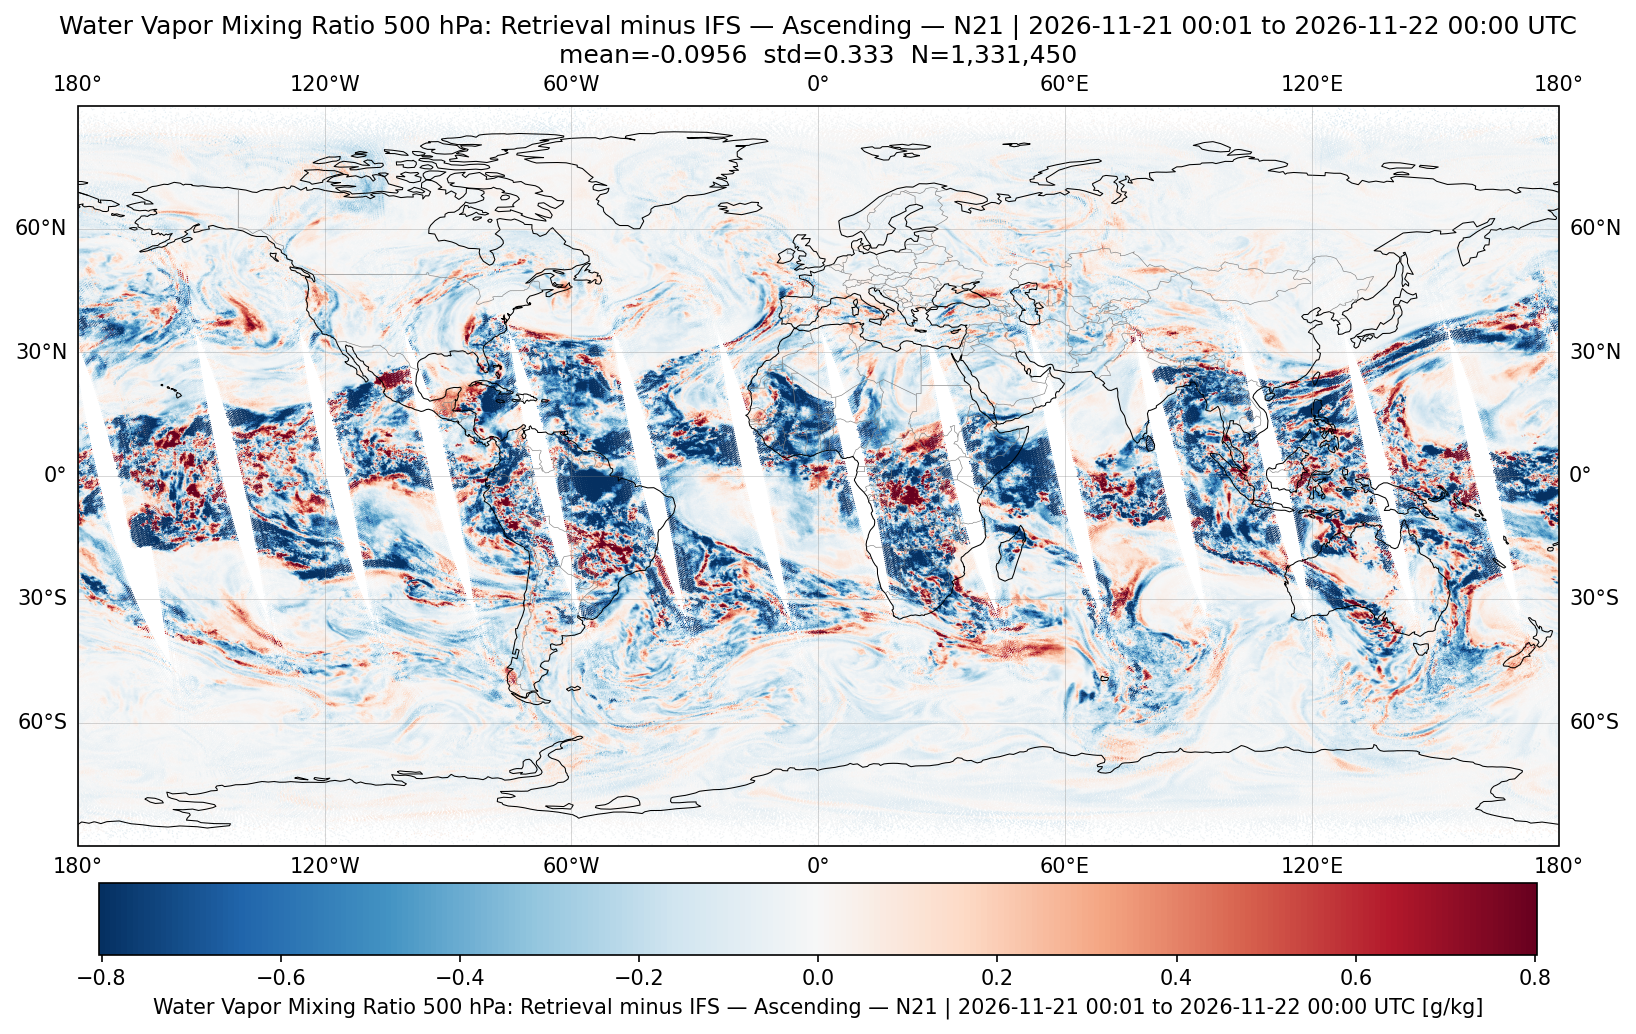 Water Vapor Mixing Ratio 500 hPa: Retrieval minus IFS — Ascending — N21 | 2026-11-21 00:01 to 2026-11-22 00:00 UTC
mean=-0.0956 std=0.333 N=1,331,450
180° 120°W 60°W 0° 60°E 120°E 180°
60°N 60°N
30°N 30°N
0° 0°
30°S 30°S
60°S 60°S
180° 120°W 60°W 0° 60°E 120°E 180°
−0.8 −0.6 −0.4 −0.2 0.0 0.2 0.4 0.6 0.8
Water Vapor Mixing Ratio 500 hPa: Retrieval minus IFS — Ascending — N21 | 2026-11-21 00:01 to 2026-11-22 00:00 UTC [g/kg]